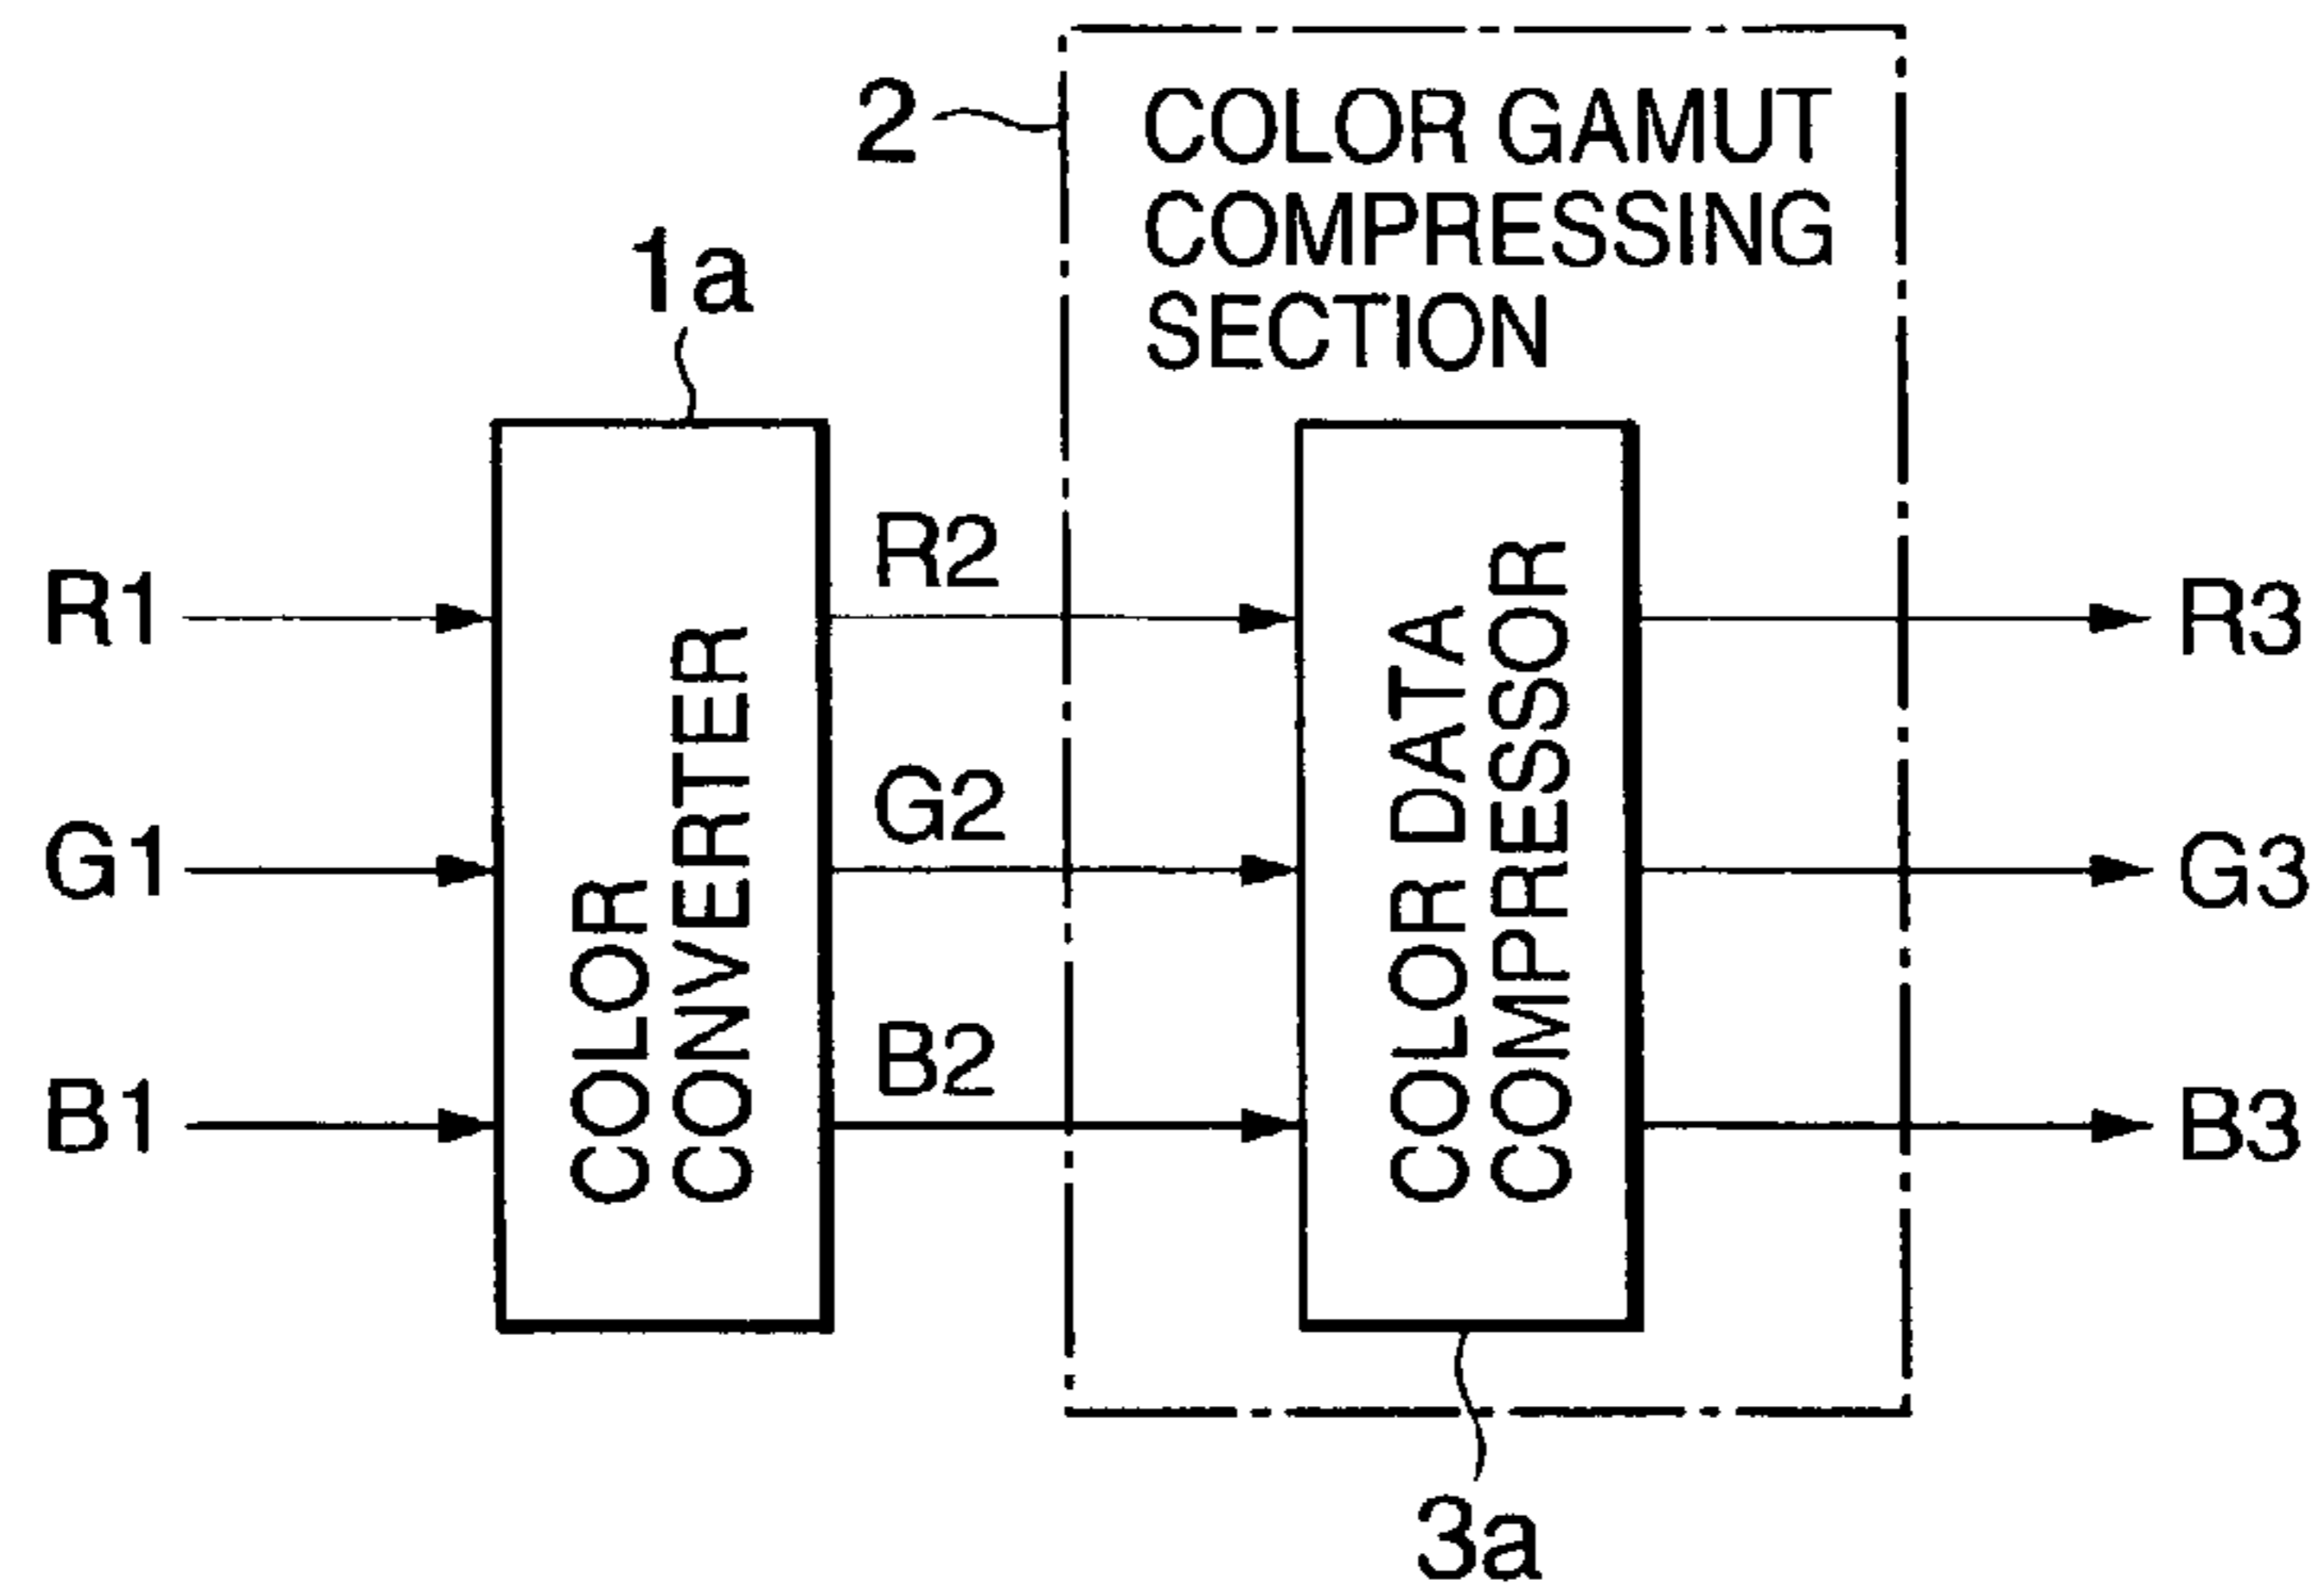 2
COLOR GAMUT
COMPRESSING
SECTION
1a
R1
G1
B1
COLOR
CONVERTER
R2
G2
B2
COLOR DATA
COMPRESSOR
R3
G3
B3
3a